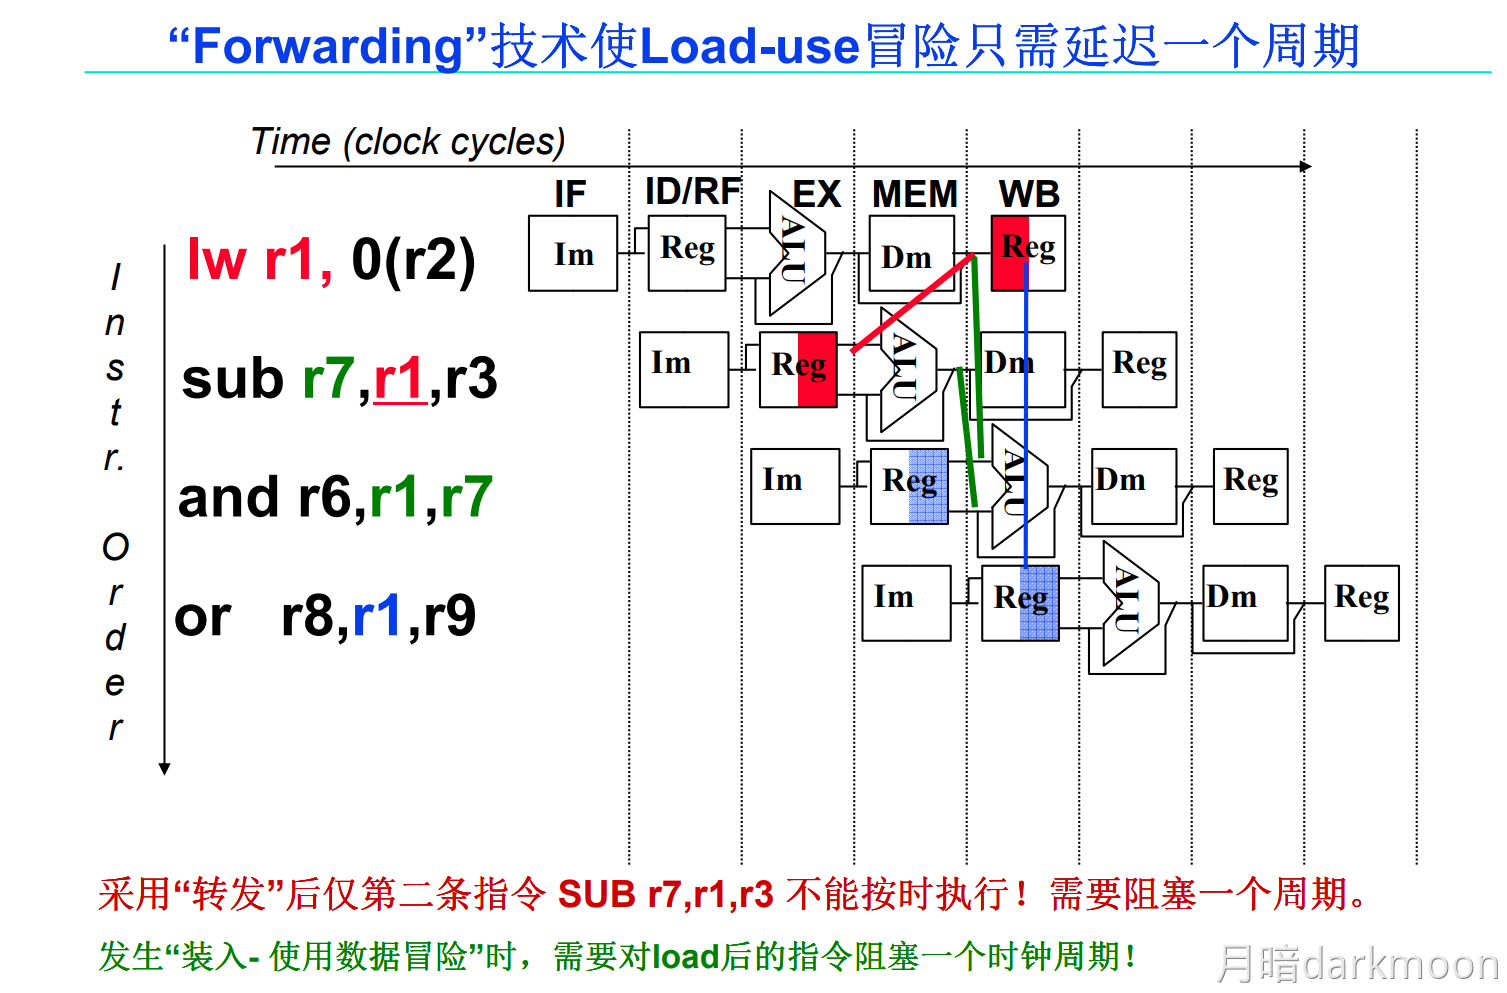 “Forwarding”技术使Load-use冒险只需延迟一个周期
Time (clock cycles)
IF ID/RF EX MEM WB
Instr. Order
lw r1, 0(r2)
Im Reg ALU Dm Reg
sub r7,r1,r3
Im Reg ALU Dm Reg
and r6,r1,r7
Im Reg ALU Dm Reg
or r8,r1,r9
Im Reg ALU Dm Reg
采用“转发”后仅第二条指令 SUB r7,r1,r3 不能按时执行！需要阻塞一个周期。
发生“装入- 使用数据冒险”时，需要对load后的指令阻塞一个时钟周期！
月暗darkmoon